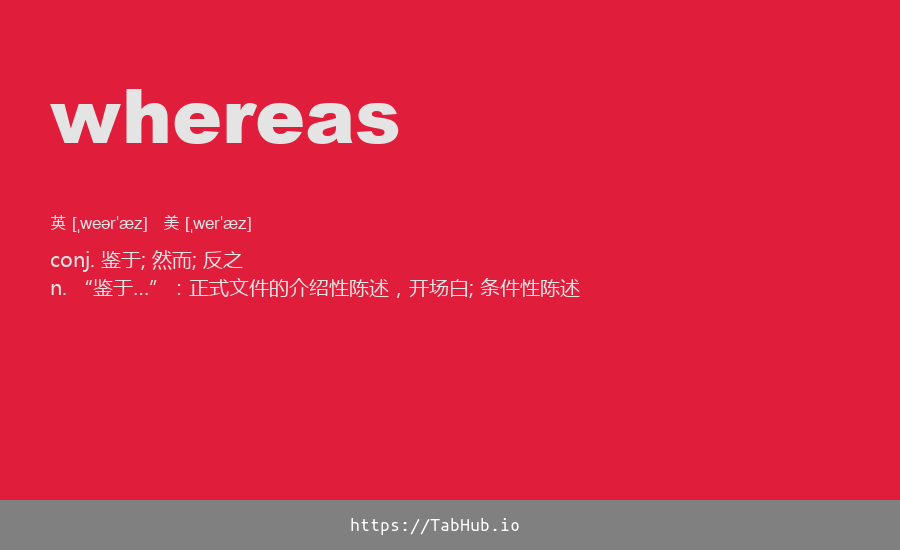 whereas
英 [ˌweərˈæz]   美 [ˌwerˈæz]
conj. 鉴于; 然而; 反之
n. “鉴于…”：正式文件的介绍性陈述，开场白; 条件性陈述
https://TabHub.io